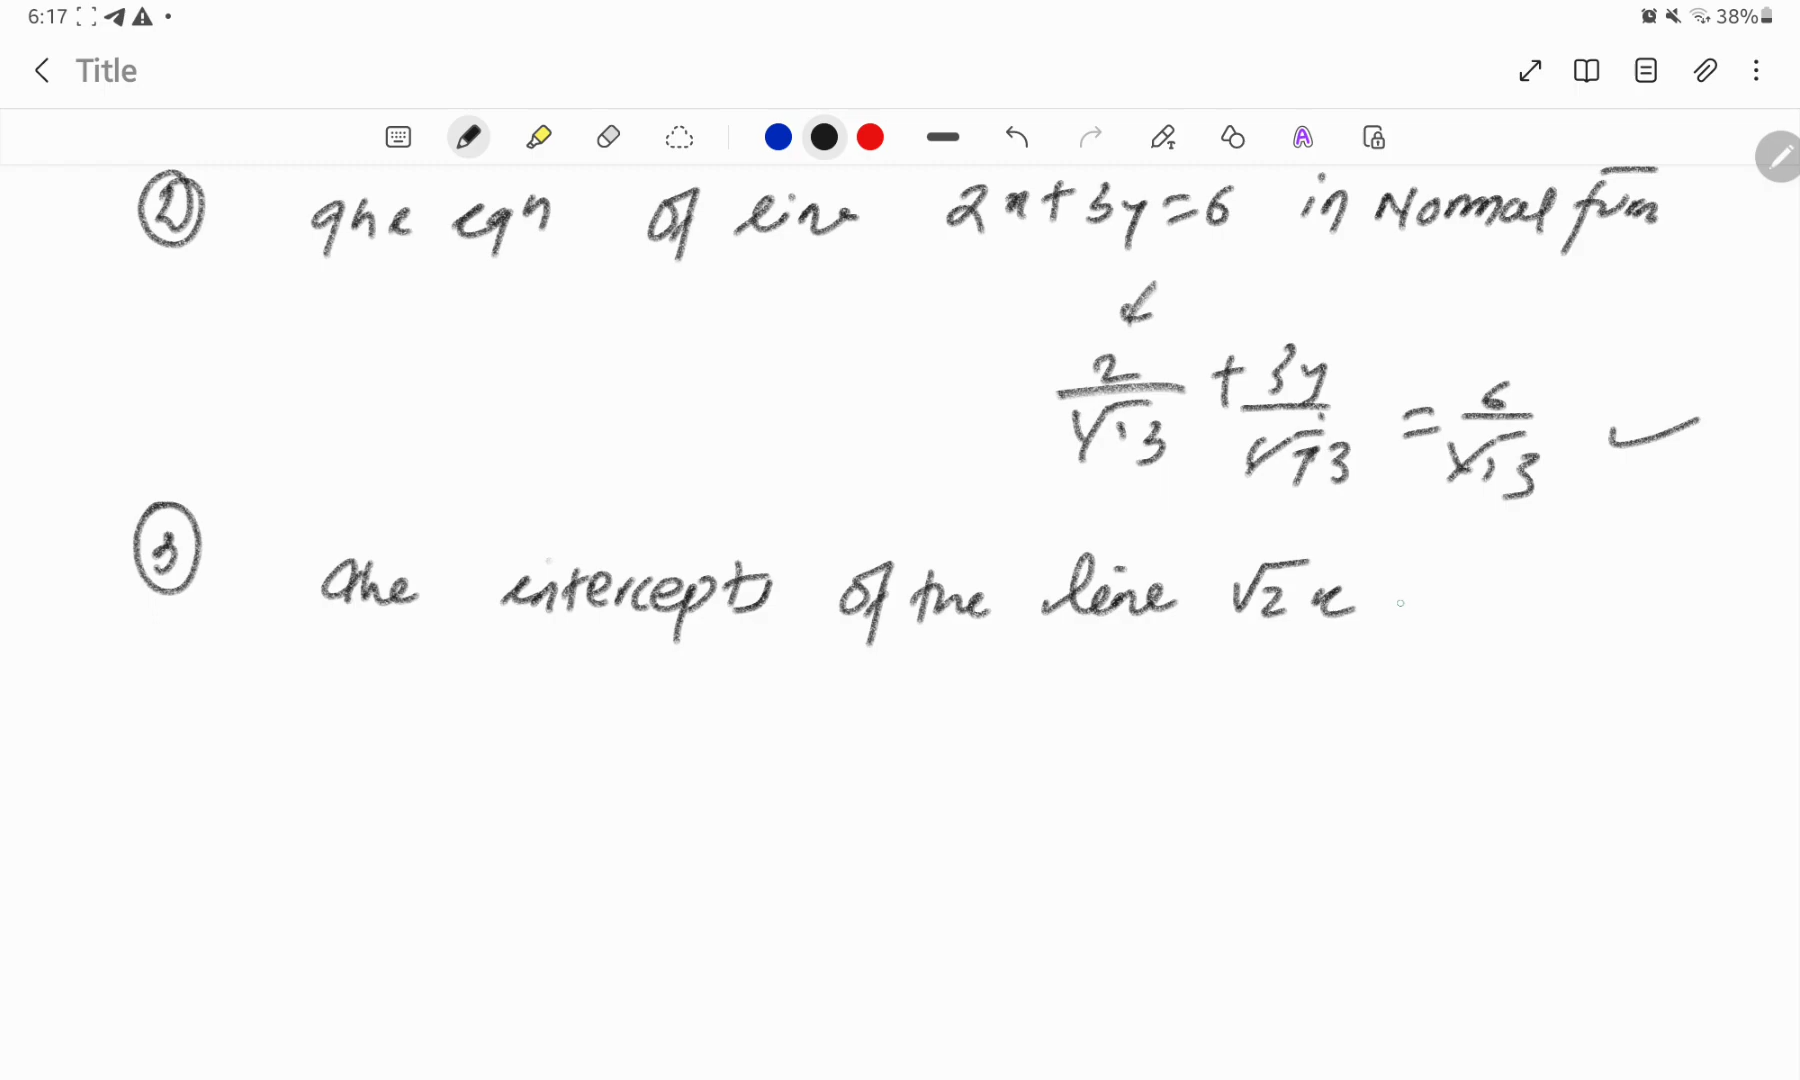 6:17 38%
Title
② The eqn of line 2x+3y=6 in Normal form
2/√13 + 3y/√13 = 6/√13 ✓
③ The intercepts of the line √2 x